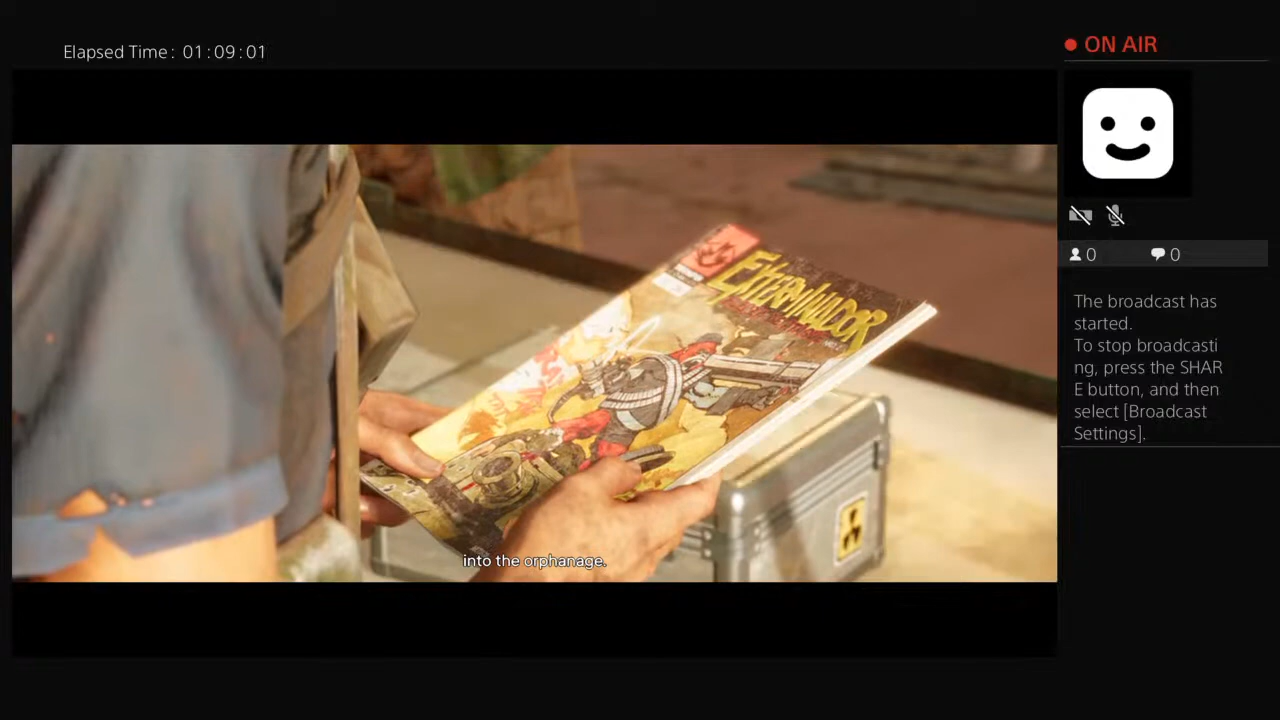 Elapsed Time: 01:09:01
ON AIR
0
0
The broadcast has
started.
To stop broadcasti
ng, press the SHAR
E button, and then
select [Broadcast
Settings].
EXTERMINADOR
into the orphanage.